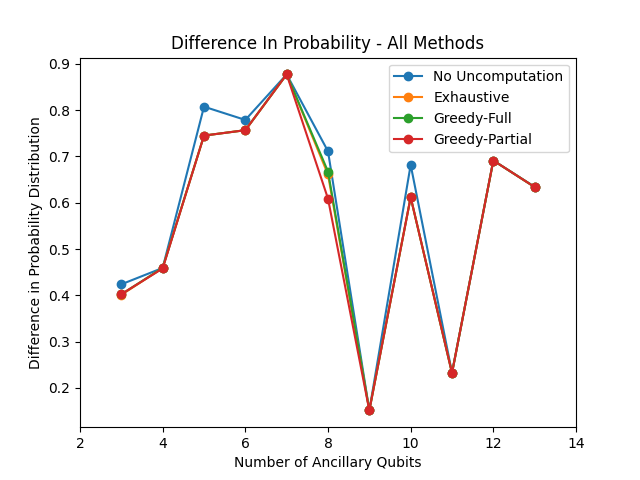 Difference In Probability - All Methods
Difference in Probability Distribution
0.9
0.8
0.7
0.6
0.5
0.4
0.3
0.2
No Uncomputation
Exhaustive
Greedy-Full
Greedy-Partial
2 4 6 8 10 12 14
Number of Ancillary Qubits